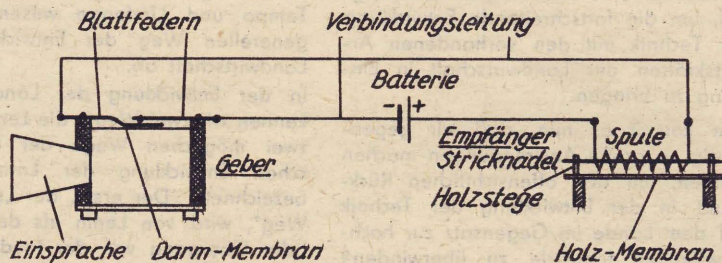 Blattfedern
Verbindungsleitung
Batterie
- +
Empfänger
Spule
Stricknadel
Geber
Holzstege
Einsprache
Darm-Membran
Holz-Membran